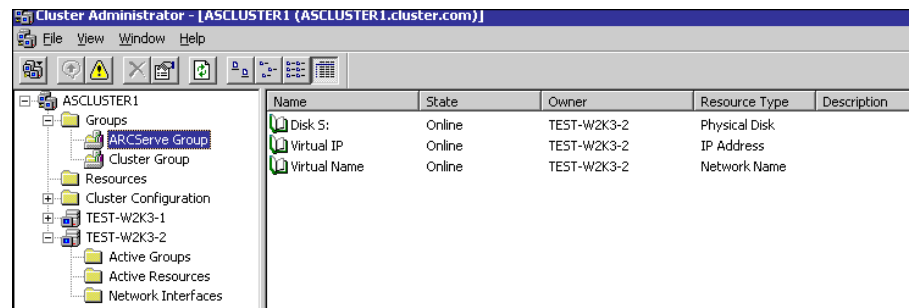 Cluster Administrator - [ASCLUSTER1 (ASCLUSTER1.cluster.com)]
File View Window Help
ASCLUSTER1
Groups
ARCServe Group
Cluster Group
Resources
Cluster Configuration
TEST-W2K3-1
TEST-W2K3-2
Active Groups
Active Resources
Network Interfaces
Name State Owner Resource Type Description
Disk S: Online TEST-W2K3-2 Physical Disk
Virtual IP Online TEST-W2K3-2 IP Address
Virtual Name Online TEST-W2K3-2 Network Name